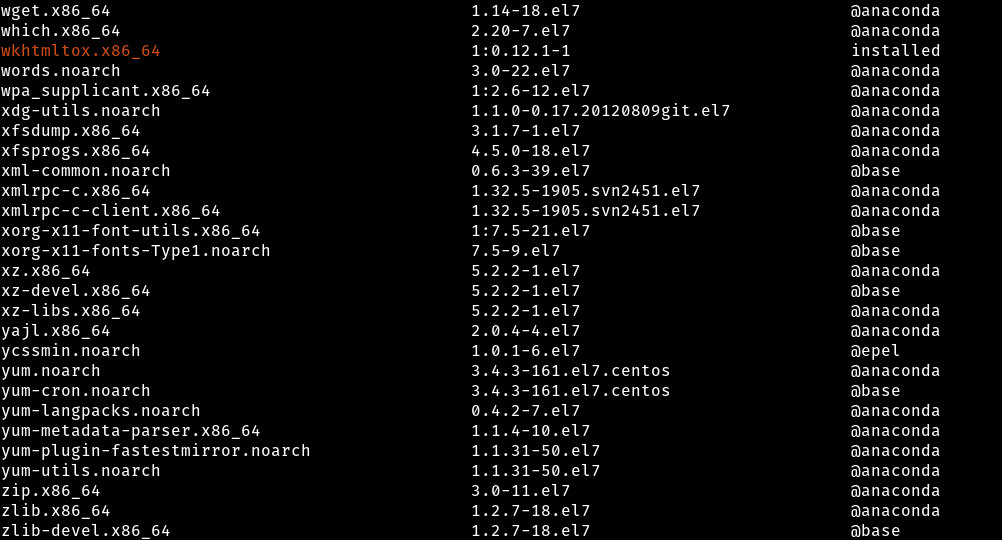 wget.x86_64 1.14-18.el7 @anaconda
which.x86_64 2.20-7.el7 @anaconda
wkhtmltox.x86_64 1:0.12.1-1 installed
words.noarch 3.0-22.el7 @anaconda
wpa_supplicant.x86_64 1:2.6-12.el7 @anaconda
xdg-utils.noarch 1.1.0-0.17.20120809git.el7 @anaconda
xfsdump.x86_64 3.1.7-1.el7 @anaconda
xfsprogs.x86_64 4.5.0-18.el7 @anaconda
xml-common.noarch 0.6.3-39.el7 @base
xmlrpc-c.x86_64 1.32.5-1905.svn2451.el7 @anaconda
xmlrpc-c-client.x86_64 1.32.5-1905.svn2451.el7 @anaconda
xorg-x11-font-utils.x86_64 1:7.5-21.el7 @base
xorg-x11-fonts-Type1.noarch 7.5-9.el7 @base
xz.x86_64 5.2.2-1.el7 @anaconda
xz-devel.x86_64 5.2.2-1.el7 @base
xz-libs.x86_64 5.2.2-1.el7 @anaconda
yajl.x86_64 2.0.4-4.el7 @anaconda
ycssmin.noarch 1.0.1-6.el7 @epel
yum.noarch 3.4.3-161.el7.centos @anaconda
yum-cron.noarch 3.4.3-161.el7.centos @base
yum-langpacks.noarch 0.4.2-7.el7 @anaconda
yum-metadata-parser.x86_64 1.1.4-10.el7 @anaconda
yum-plugin-fastestmirror.noarch 1.1.31-50.el7 @anaconda
yum-utils.noarch 1.1.31-50.el7 @anaconda
zip.x86_64 3.0-11.el7 @anaconda
zlib.x86_64 1.2.7-18.el7 @anaconda
zlib-devel.x86_64 1.2.7-18.el7 @base